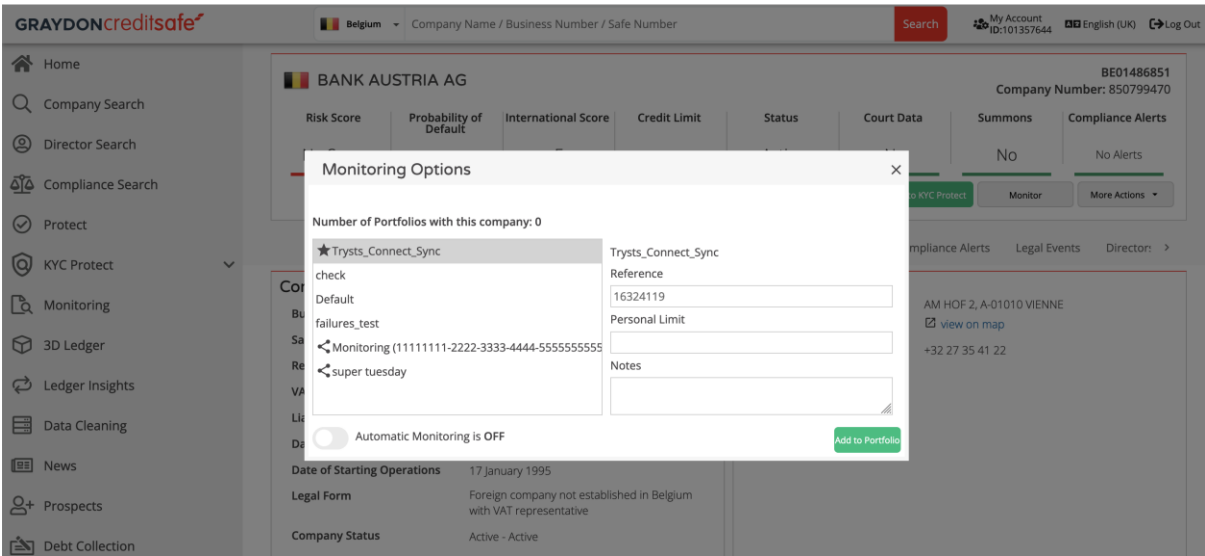 GRAYDONcreditsafe
Belgium
Company Name / Business Number / Safe Number
Search
My Account
ID:101357644
English (UK)
Log Out
Home
Company Search
Director Search
Compliance Search
Protect
KYC Protect
Monitoring
3D Ledger
Ledger Insights
Data Cleaning
News
Prospects
Debt Collection
BANK AUSTRIA AG
BE01486851
Company Number: 850799470
Risk Score
Probability of
Default
International Score
Credit Limit
Status
Court Data
Summons
Compliance Alerts
No
No Alerts
to KYC Protect
Monitor
More Actions
Compliance Alerts
Legal Events
Monitoring Options
Number of Portfolios with this company: 0
Trysts_Connect_Sync
check
Default
failures_test
Monitoring (11111111-2222-3333-4444-5555555555
super tuesday
Trysts_Connect_Sync
Reference
16324119
Personal Limit
Notes
Automatic Monitoring is OFF
Add to Portfolio
Date of Starting Operations
17 January 1995
Legal Form
Foreign company not established in Belgium
with VAT representative
Company Status
Active - Active
AM HOF 2, A-01010 VIENNE
view on map
+32 27 35 41 22